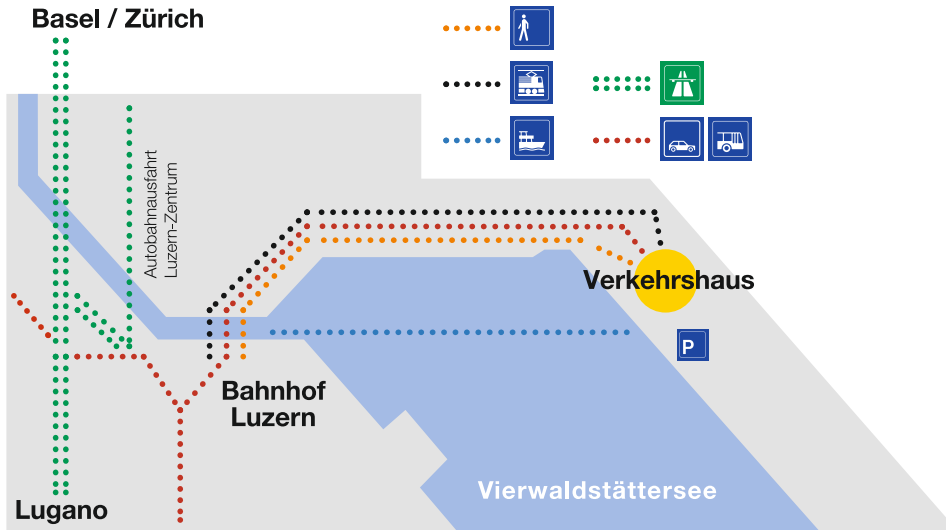 Basel / Zürich
Autobahnausfahrt
Luzern-Zentrum
Verkehrshaus
P
Bahnhof
Luzern
Vierwaldstättersee
Lugano